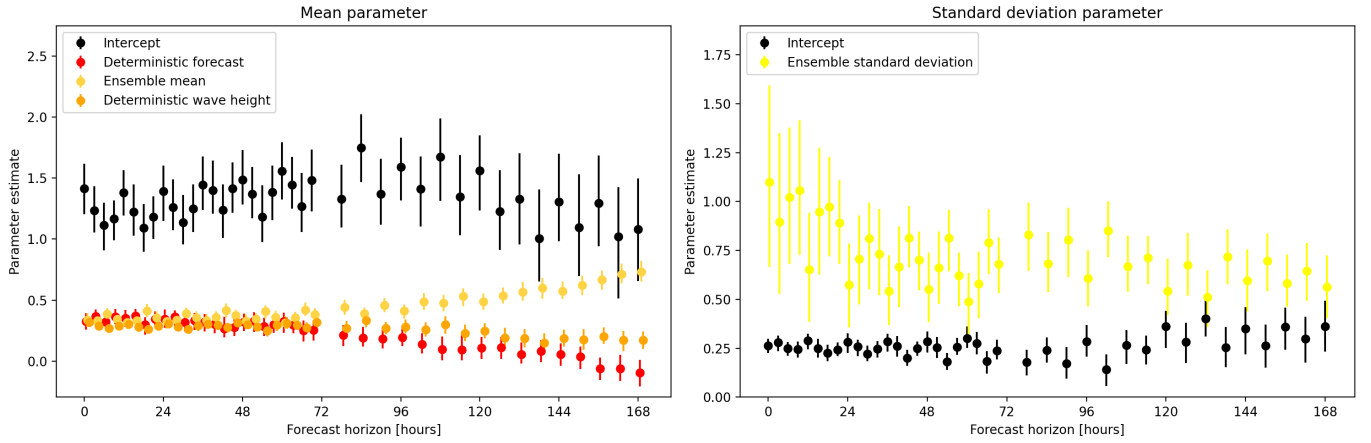 Mean parameter
Parameter estimate
2.5
2.0
1.5
1.0
0.5
0.0
Intercept
Deterministic forecast
Ensemble mean
Deterministic wave height
0 24 48 72 96 120 144 168
Forecast horizon [hours]
Standard deviation parameter
Parameter estimate
1.75
1.50
1.25
1.00
0.75
0.50
0.25
0.00
Intercept
Ensemble standard deviation
0 24 48 72 96 120 144 168
Forecast horizon [hours]